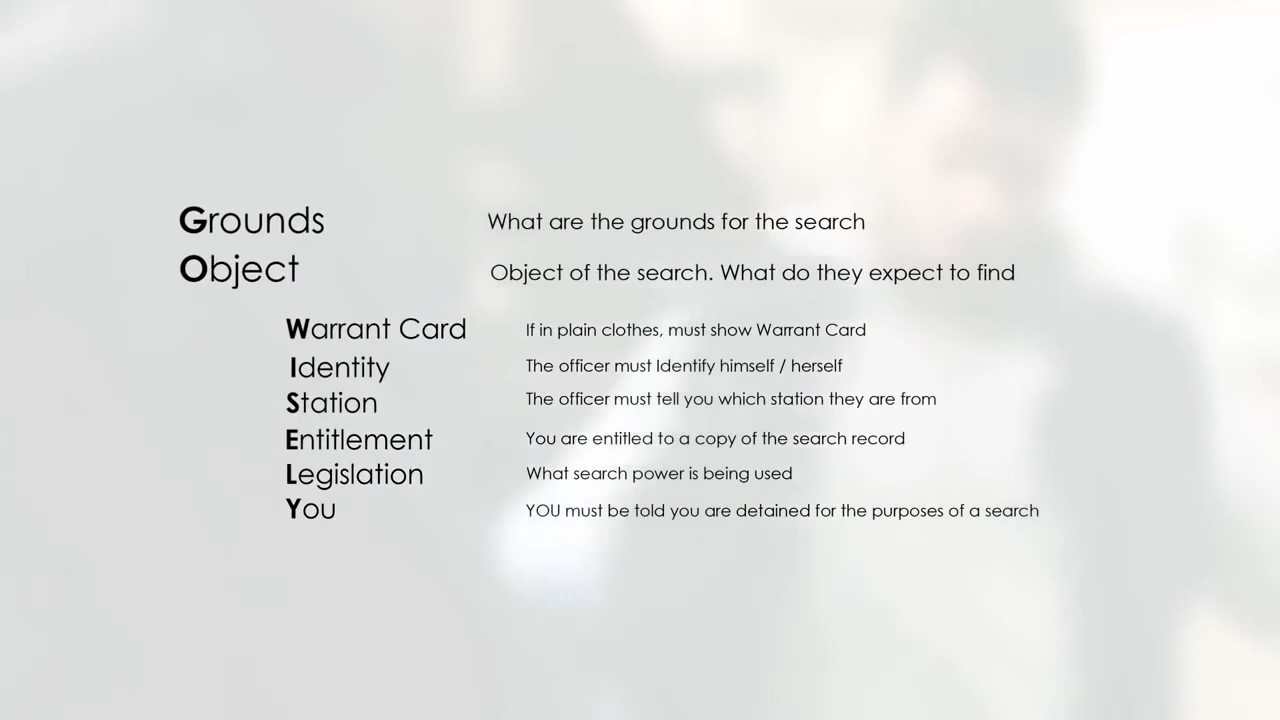 Grounds What are the grounds for the search
Object Object of the search. What do they expect to find
Warrant Card If in plain clothes, must show Warrant Card
Identity The officer must Identify himself / herself
Station The officer must tell you which station they are from
Entitlement You are entitled to a copy of the search record
Legislation What search power is being used
You YOU must be told you are detained for the purposes of a search